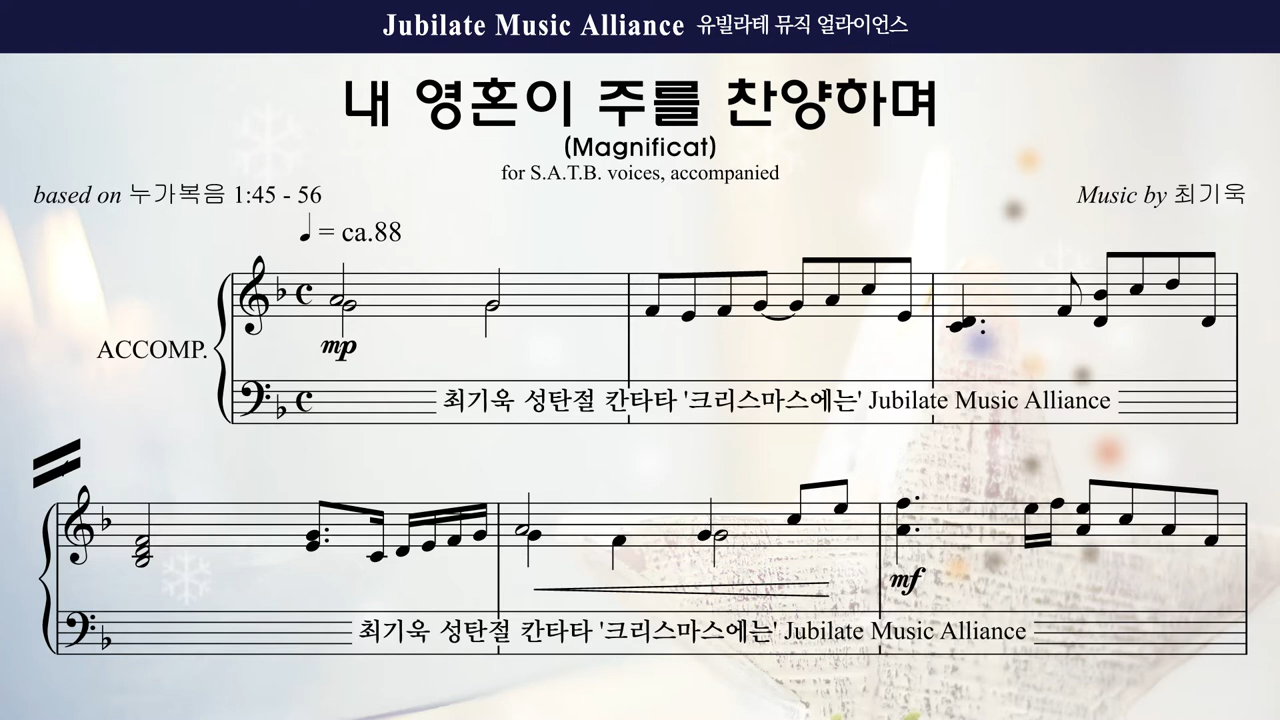 Jubilate Music Alliance 유빌라테 뮤직 얼라이언스
내 영혼이 주를 찬양하며
(Magnificat)
for S.A.T.B. voices, accompanied
based on 누가복음 1:45 - 56
Music by 최기욱
♩ = ca.88
mp
ACCOMP.
최기욱 성탄절 칸타타 '크리스마스에는' Jubilate Music Alliance
mf
최기욱 성탄절 칸타타 '크리스마스에는' Jubilate Music Alliance